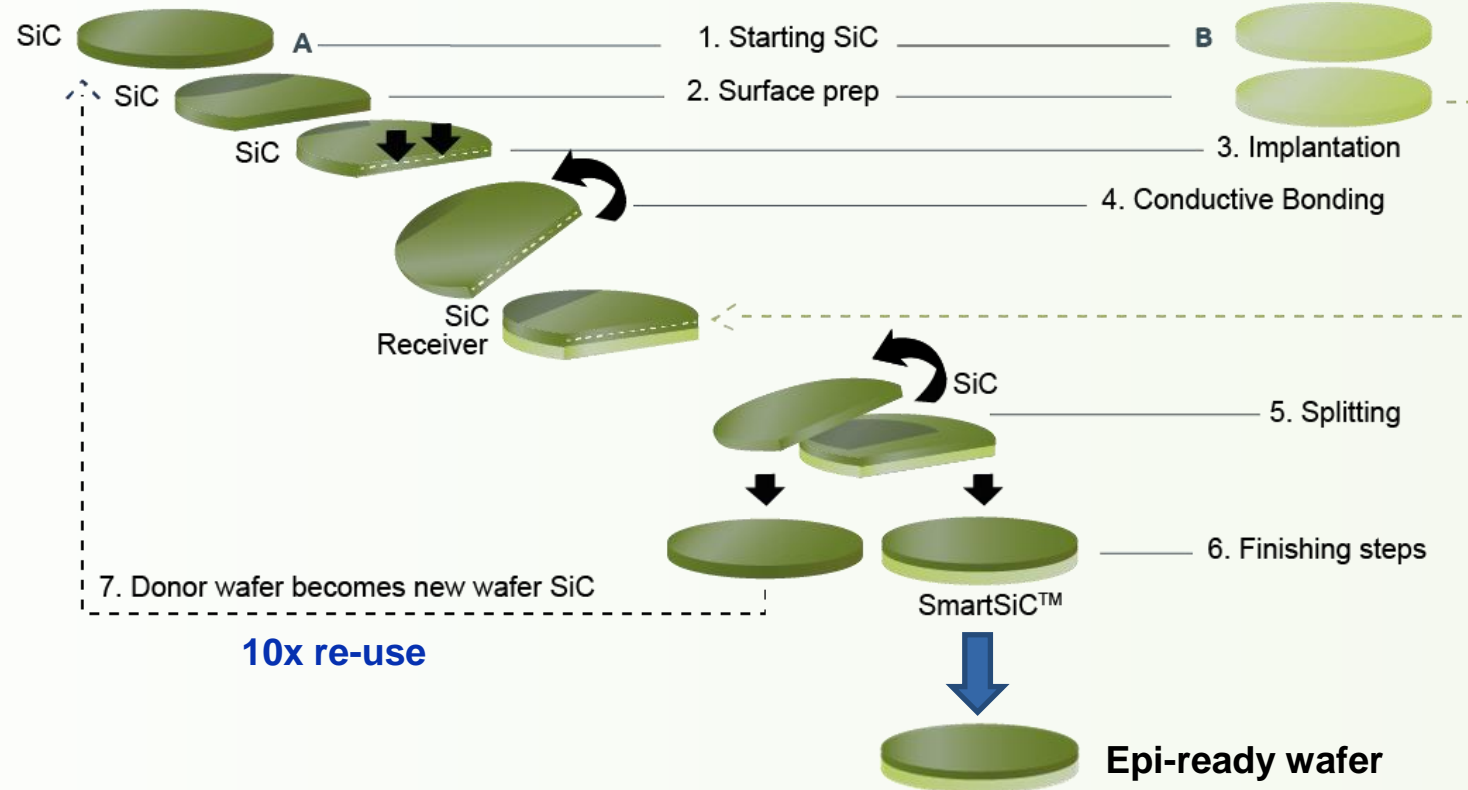 SiC
A
1. Starting SiC
B
SiC
2. Surface prep
SiC
3. Implantation
4. Conductive Bonding
SiC
Receiver
SiC
5. Splitting
6. Finishing steps
7. Donor wafer becomes new wafer SiC
SmartSiC™
10x re-use
Epi-ready wafer